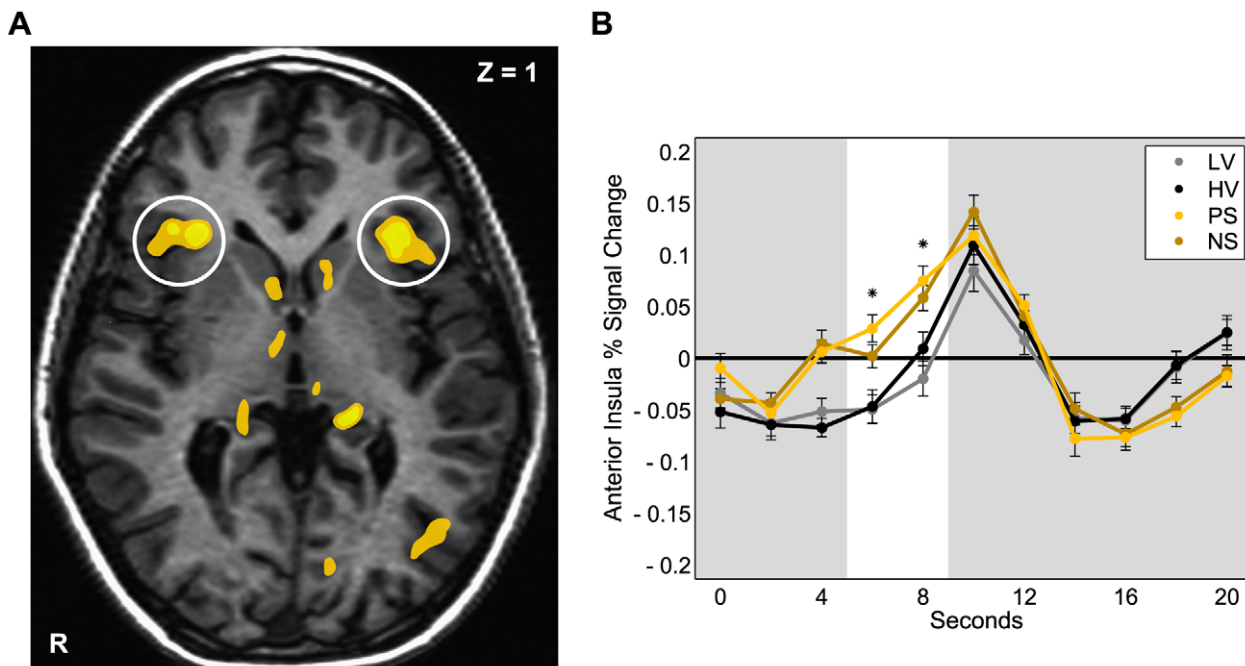 A
Z = 1
R
B
Anterior Insula % Signal Change
0.2
0.15
0.1
0.05
0
- 0.05
- 0.1
- 0.15
- 0.2
0 4 8 12 16 20
Seconds
LV
HV
PS
NS
*
*